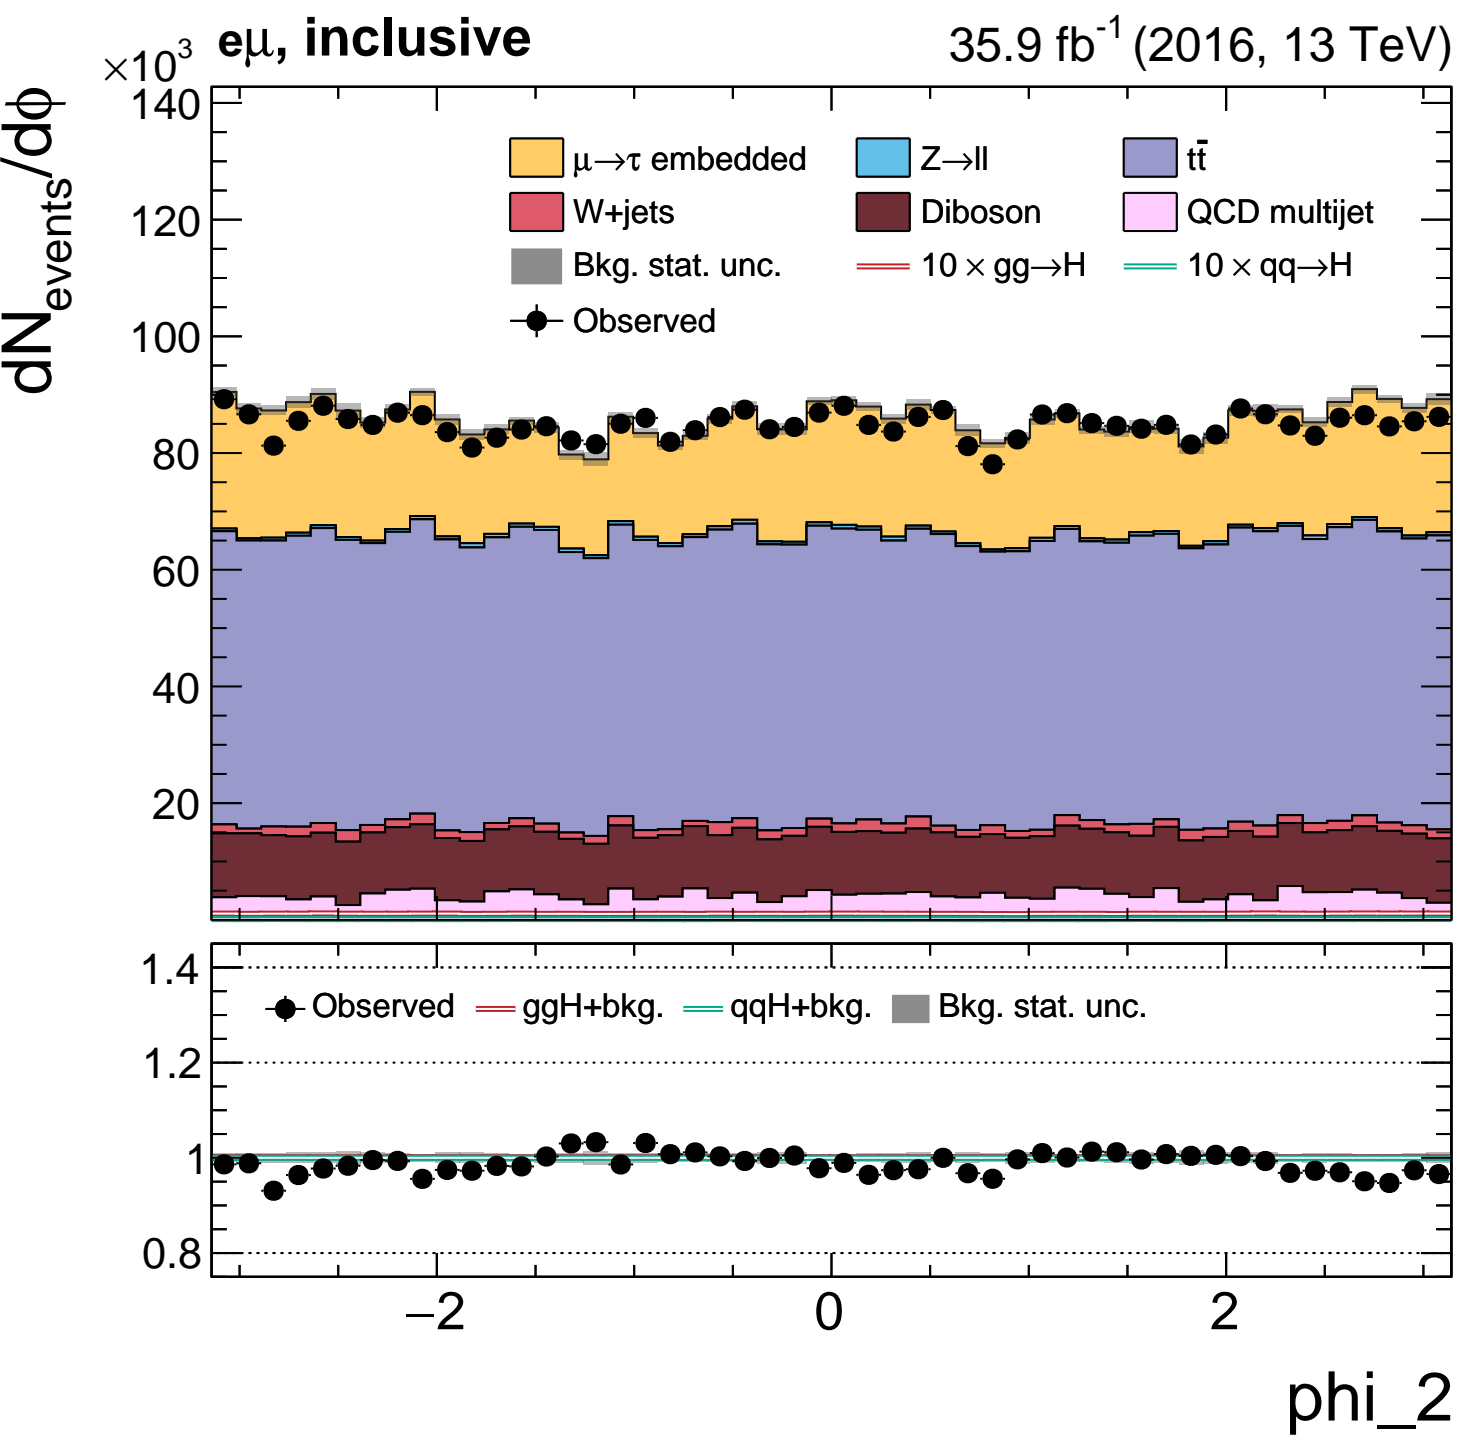 eμ, inclusive 35.9 fb⁻¹ (2016, 13 TeV)
×10³
dN_events/dϕ
140
120
100
80
60
40
20
μ→τ embedded Z→ll tt̄
W+jets Diboson QCD multijet
Bkg. stat. unc. 10 × gg→H 10 × qq→H
Observed
1.4
1.2
1
0.8
Observed ggH+bkg. qqH+bkg. Bkg. stat. unc.
−2 0 2
phi_2